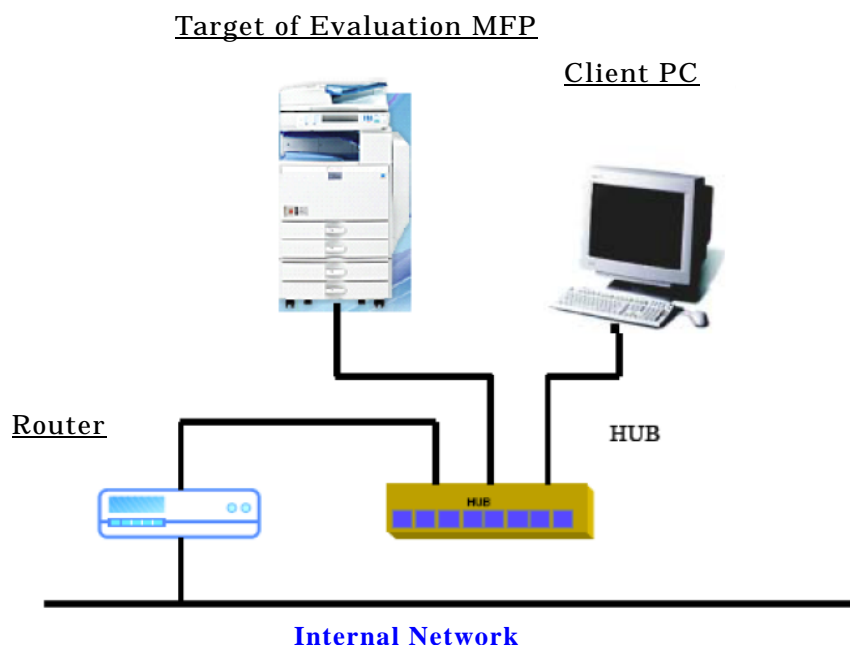 Target of Evaluation MFP
Client PC
Router
HUB
HUB
Internal Network